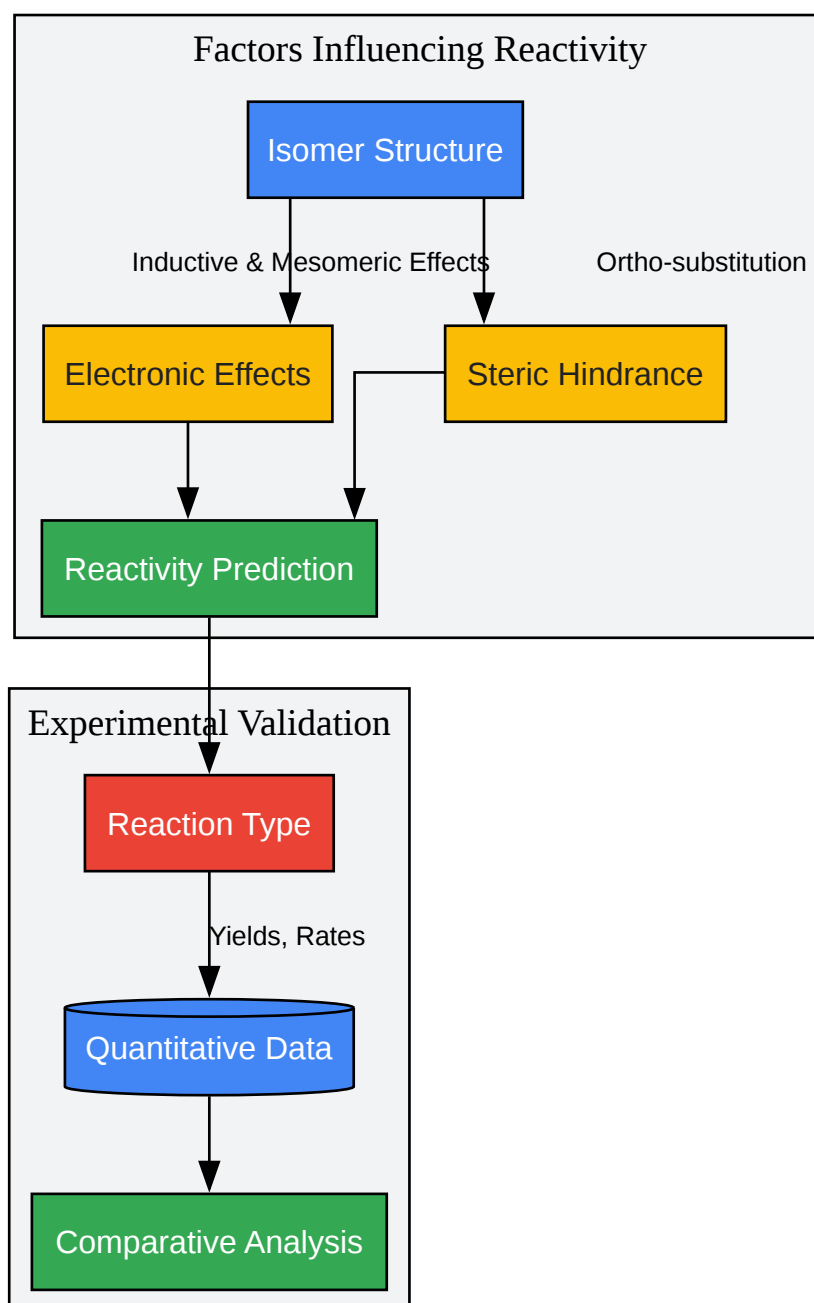 Factors Influencing Reactivity
Isomer Structure
Inductive & Mesomeric Effects
Ortho-substitution
Electronic Effects
Steric Hindrance
Reactivity Prediction
Experimental Validation
Reaction Type
Yields, Rates
Quantitative Data
Comparative Analysis